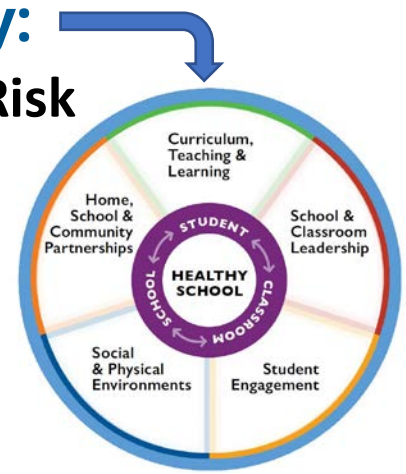 y:
Risk
Curriculum,
Teaching &
Learning
Home,
School &
Community
Partnerships
School &
Classroom
Leadership
STUDENT
CLASSROOM
SCHOOL
HEALTHY
SCHOOL
Social
& Physical
Environments
Student
Engagement